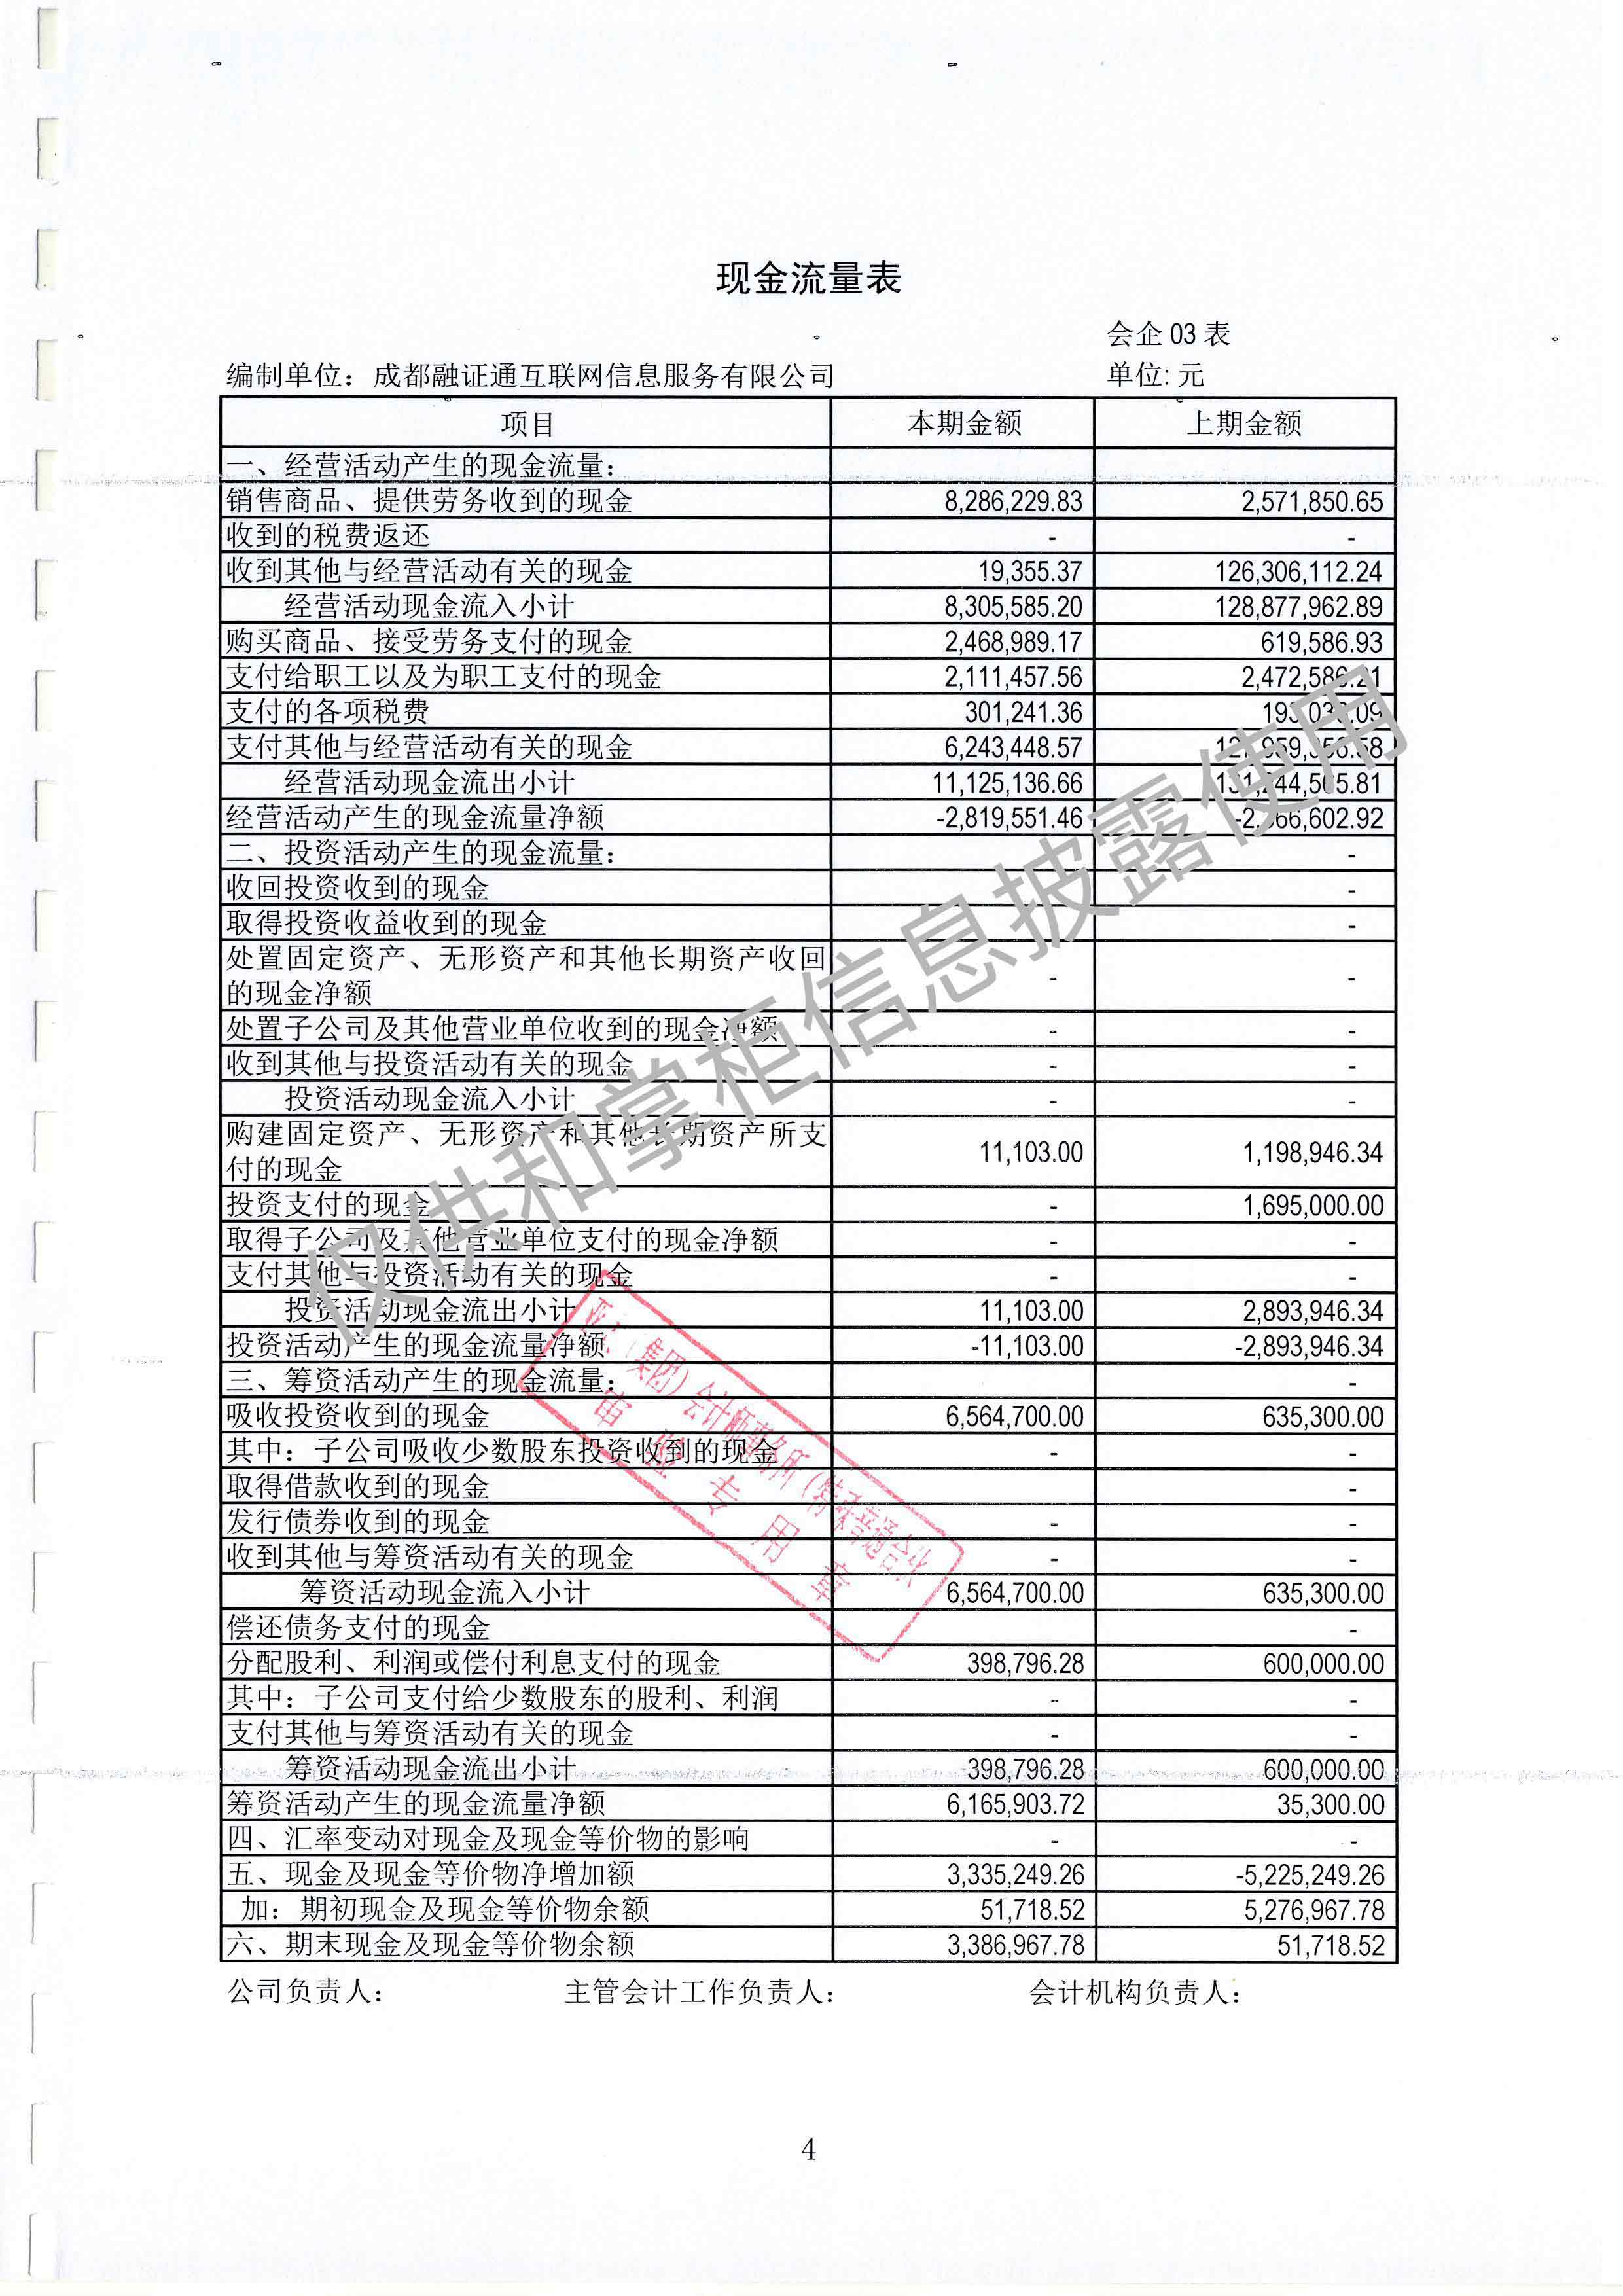 现金流量表
会企 03 表
编制单位：成都融证通互联网信息服务有限公司 单位: 元
项目 本期金额 上期金额
一、经营活动产生的现金流量：
销售商品、提供劳务收到的现金 8,286,229.83 2,571,850.65
收到的税费返还 - -
收到其他与经营活动有关的现金 19,355.37 126,306,112.24
经营活动现金流入小计 8,305,585.20 128,877,962.89
购买商品、接受劳务支付的现金 2,468,989.17 619,586.93
支付给职工以及为职工支付的现金 2,111,457.56 2,472,586.21
支付的各项税费 301,241.36
支付其他与经营活动有关的现金 6,243,448.57
经营活动现金流出小计 11,125,136.66 131,244,565.81
经营活动产生的现金流量净额 -2,819,551.46 -2,366,602.92
二、投资活动产生的现金流量： -
收回投资收到的现金 -
取得投资收益收到的现金 -
处置固定资产、无形资产和其他长期资产收回
的现金净额 - -
处置子公司及其他营业单位收到的现金净额 - -
收到其他与投资活动有关的现金 - -
投资活动现金流入小计 - -
购建固定资产、无形资产和其他长期资产所支
付的现金 11,103.00 1,198,946.34
投资支付的现金 - 1,695,000.00
取得子公司及其他营业单位支付的现金净额 - -
支付其他与投资活动有关的现金 - -
投资活动现金流出小计 11,103.00 2,893,946.34
投资活动产生的现金流量净额 -11,103.00 -2,893,946.34
三、筹资活动产生的现金流量： -
吸收投资收到的现金 6,564,700.00 635,300.00
其中：子公司吸收少数股东投资收到的现金 - -
取得借款收到的现金 -
发行债券收到的现金 - -
收到其他与筹资活动有关的现金 - -
筹资活动现金流入小计 6,564,700.00 635,300.00
偿还债务支付的现金 -
分配股利、利润或偿付利息支付的现金 398,796.28 600,000.00
其中：子公司支付给少数股东的股利、利润 - -
支付其他与筹资活动有关的现金 - -
筹资活动现金流出小计 398,796.28 600,000.00
筹资活动产生的现金流量净额 6,165,903.72 35,300.00
四、汇率变动对现金及现金等价物的影响 - -
五、现金及现金等价物净增加额 3,335,249.26 -5,225,249.26
加：期初现金及现金等价物余额 51,718.52 5,276,967.78
六、期末现金及现金等价物余额 3,386,967.78 51,718.52
公司负责人： 主管会计工作负责人： 会计机构负责人：
仅供和掌柜信息披露使用
（集团）会计师事务所（特殊普通合伙
审验专用章
4